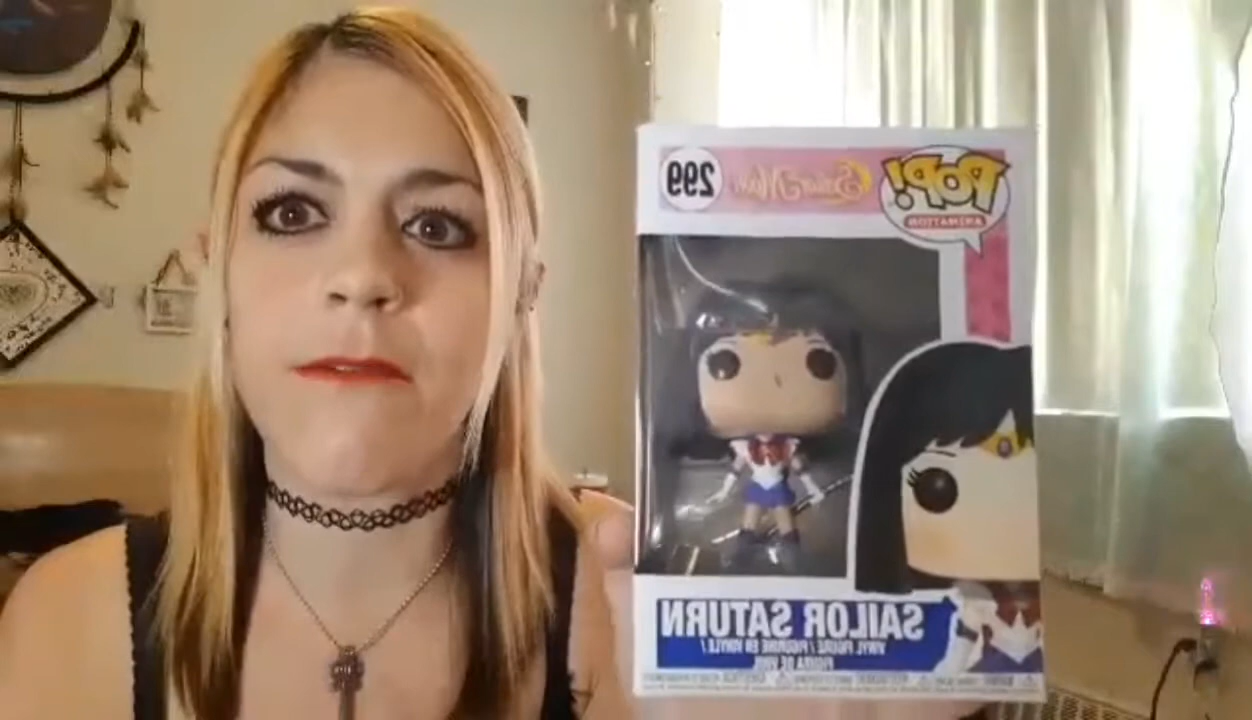 POP!
ANIMATION
Sailor Moon
299
SAILOR SATURN
VINYL FIGURE / FIGURINE EN VINYLE /
FIGURA DE VINIL